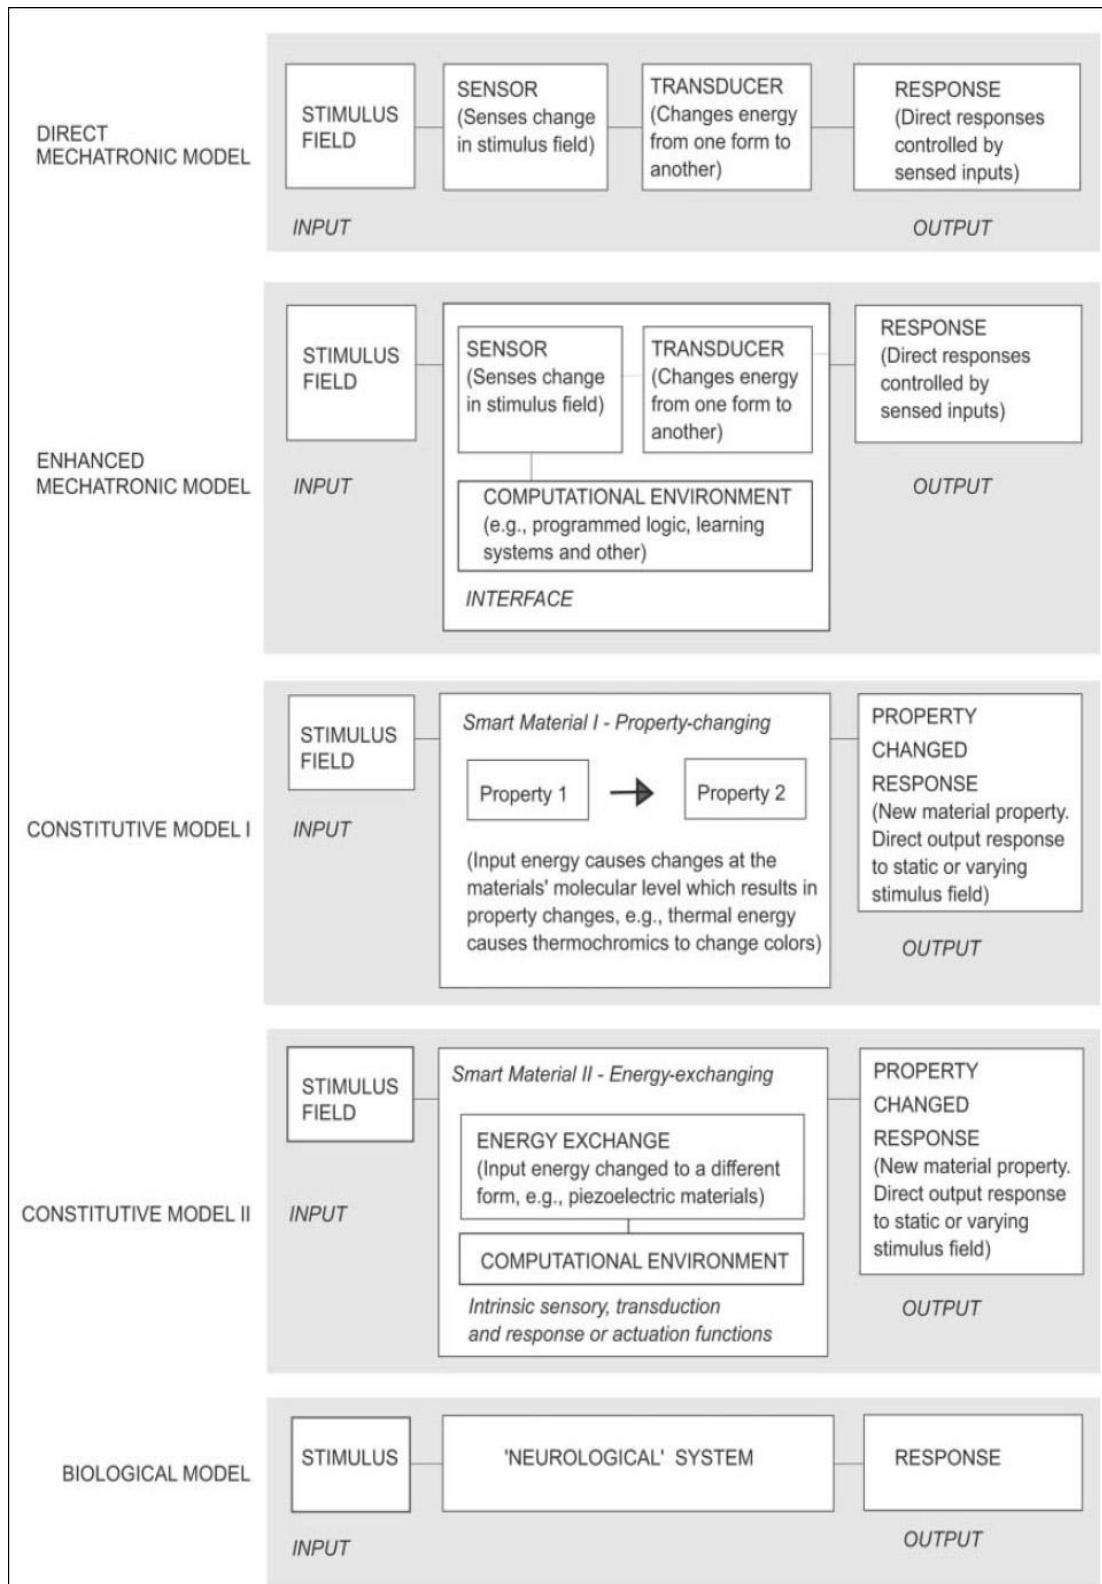 DIRECT
MECHATRONIC MODEL
STIMULUS
FIELD
INPUT
SENSOR
(Senses change
in stimulus field)
TRANSDUCER
(Changes energy
from one form to
another)
RESPONSE
(Direct responses
controlled by
sensed inputs)
OUTPUT
ENHANCED
MECHATRONIC MODEL
STIMULUS
FIELD
INPUT
SENSOR
(Senses change
in stimulus field)
TRANSDUCER
(Changes energy
from one form to
another)
COMPUTATIONAL ENVIRONMENT
(e.g., programmed logic, learning
systems and other)
INTERFACE
RESPONSE
(Direct responses
controlled by
sensed inputs)
OUTPUT
CONSTITUTIVE MODEL I
STIMULUS
FIELD
INPUT
Smart Material I - Property-changing
Property 1
Property 2
(Input energy causes changes at the
materials' molecular level which results in
property changes, e.g., thermal energy
causes thermochromics to change colors)
PROPERTY
CHANGED
RESPONSE
(New material property.
Direct output response
to static or varying
stimulus field)
OUTPUT
CONSTITUTIVE MODEL II
STIMULUS
FIELD
INPUT
Smart Material II - Energy-exchanging
ENERGY EXCHANGE
(Input energy changed to a different
form, e.g., piezoelectric materials)
COMPUTATIONAL ENVIRONMENT
Intrinsic sensory, transduction
and response or actuation functions
PROPERTY
CHANGED
RESPONSE
(New material property.
Direct output response
to static or varying
stimulus field)
OUTPUT
BIOLOGICAL MODEL
STIMULUS
INPUT
'NEUROLOGICAL' SYSTEM
RESPONSE
OUTPUT